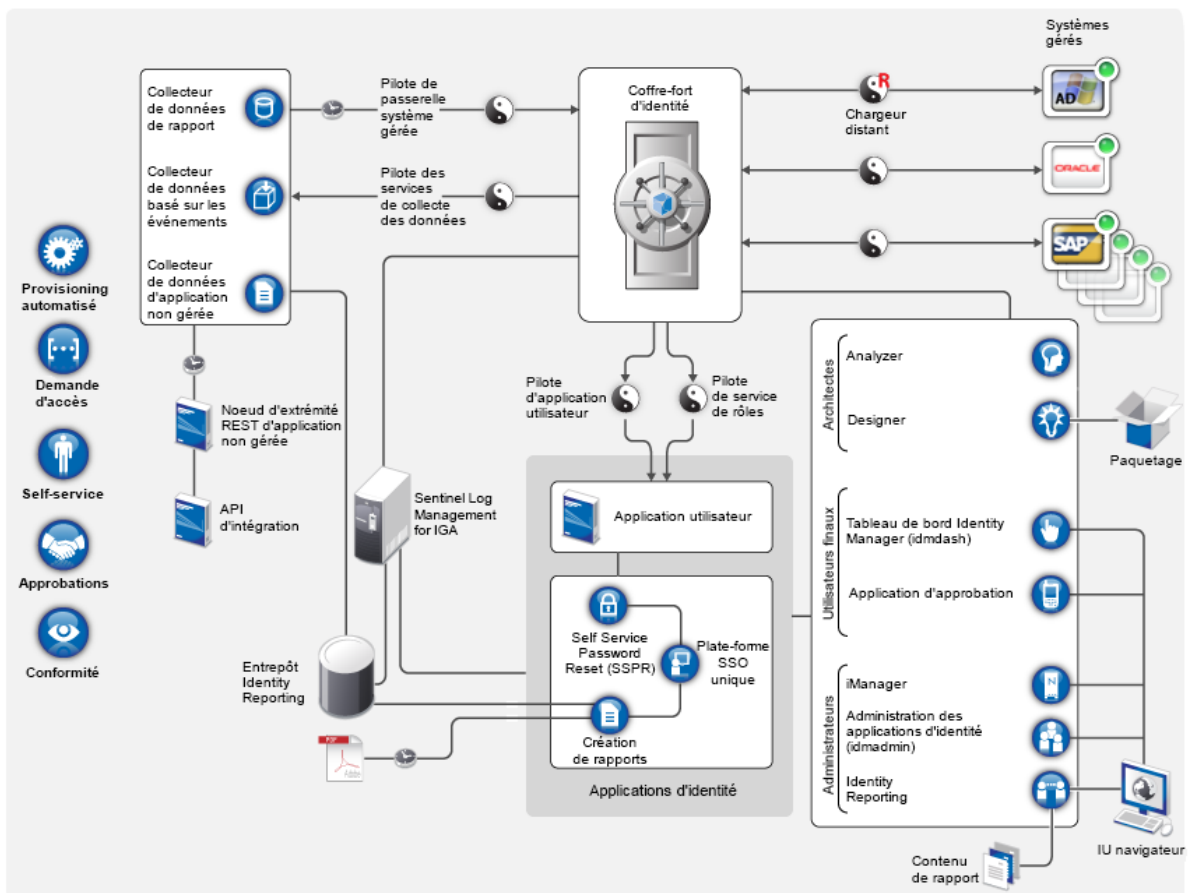 Systèmes
gérés
Collecteur
de données
de rapport
Pilote de
passerelle
système
gérée
Coffre-fort
d'identité
R
Chargeur
distant
AD
Collecteur
de données
basé sur les
événements
Pilote des
services
de collecte
des données
ORACLE
SAP
Collecteur
de données
d'application
non gérée
Provisioning
automatisé
Demande
d'accès
Self-service
Approbations
Conformité
Noeud d'extrémité
REST d'application
non gérée
API
d'intégration
Pilote
d'application
utilisateur
Pilote
de service
de rôles
Sentinel Log
Management
for IGA
Application utilisateur
Self Service
Password
Reset (SSPR)
Plate-forme
SSO
unique
Création
de rapports
Applications d'identité
Entrepôt
Identity
Reporting
PDF
Adobe
Architectes
Analyzer
Designer
Paquetage
Utilisateurs finaux
Tableau de bord Identity
Manager (idmdash)
Application d'approbation
Administrateurs
iManager
N
Administration des
applications d'identité
(idmadmin)
Identity
Reporting
IU navigateur
Contenu
de rapport